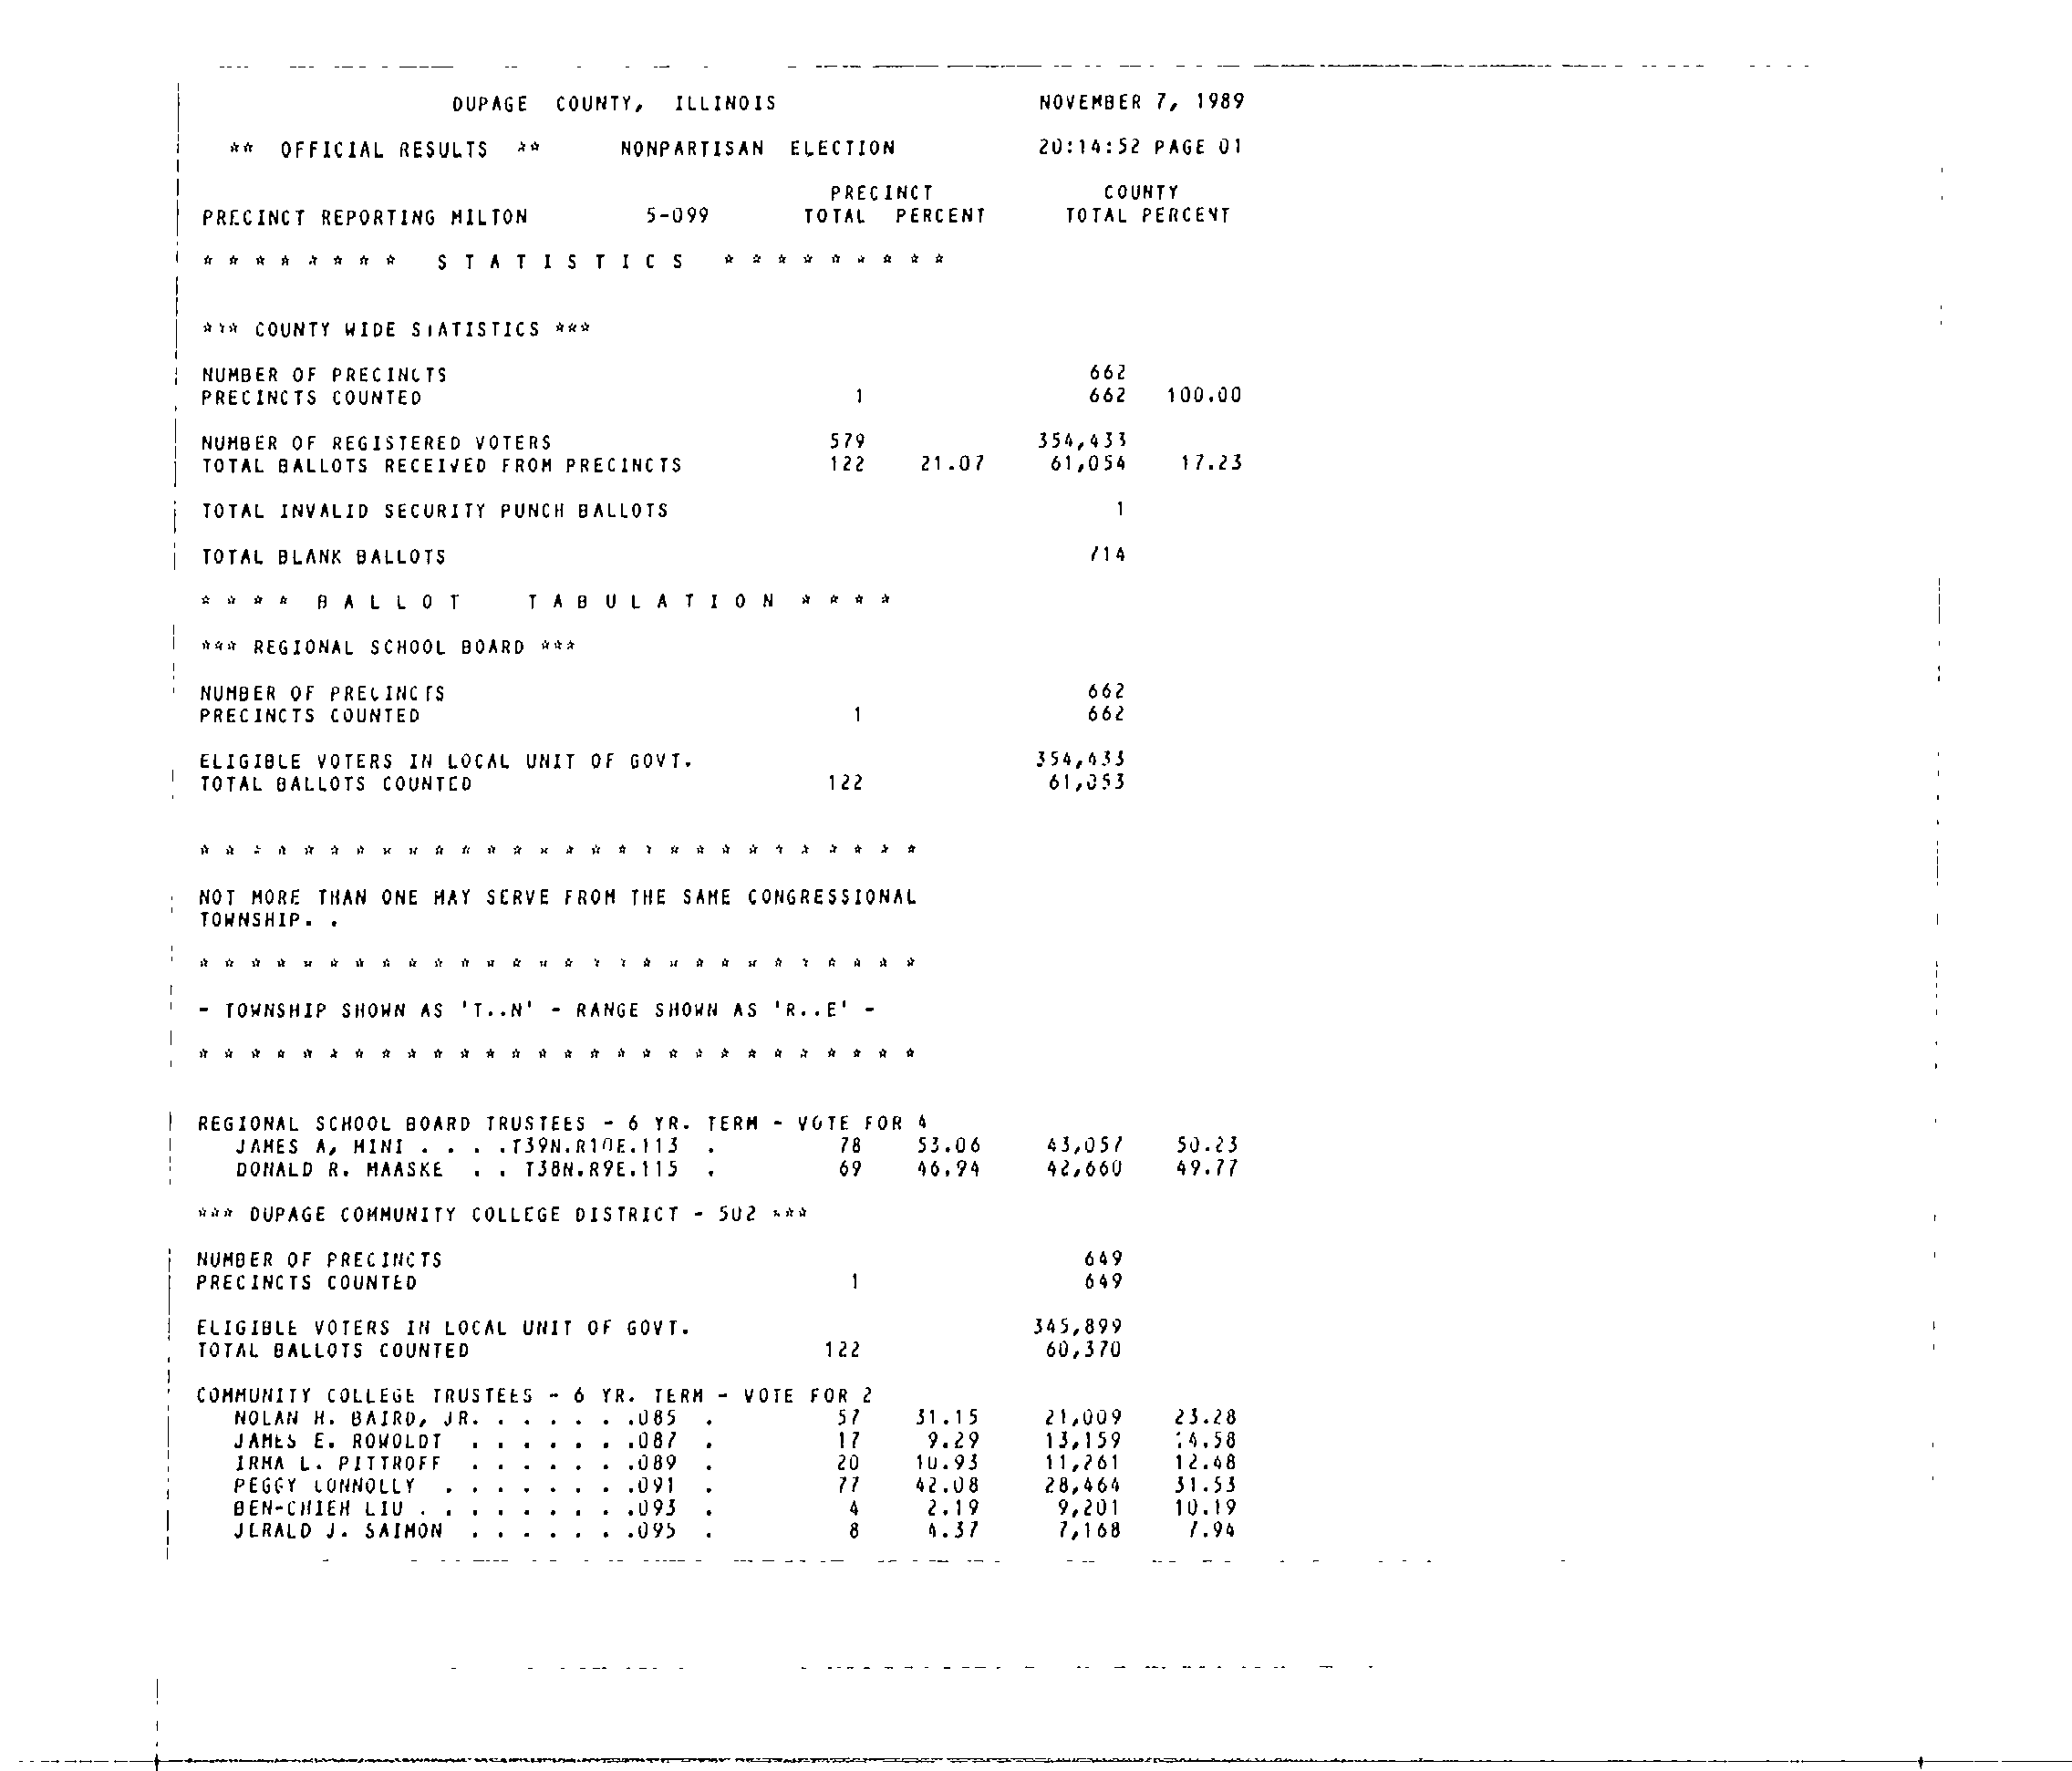 DUPAGE COUNTY, ILLINOIS NOVEMBER 7, 1989
** OFFICIAL RESULTS ** NONPARTISAN ELECTION 20:14:52 PAGE 01
PRECINCT COUNTY
PRECINCT REPORTING MILTON 5-099 TOTAL PERCENT TOTAL PERCENT
* * * * * * * * S T A T I S T I C S * * * * * * * * *
*** COUNTY WIDE STATISTICS ***
NUMBER OF PRECINCTS 662
PRECINCTS COUNTED 1 662 100.00
NUMBER OF REGISTERED VOTERS 579 354,433
TOTAL BALLOTS RECEIVED FROM PRECINCTS 122 21.07 61,054 17.23
TOTAL INVALID SECURITY PUNCH BALLOTS 1
TOTAL BLANK BALLOTS 714
* * * * B A L L O T T A B U L A T I O N * * * *
*** REGIONAL SCHOOL BOARD ***
NUMBER OF PRECINCTS 662
PRECINCTS COUNTED 1 662
ELIGIBLE VOTERS IN LOCAL UNIT OF GOVT. 354,433
TOTAL BALLOTS COUNTED 122 61,053
* * * * * * * * * * * * * * * * * * * * * * * * * * * *
NOT MORE THAN ONE MAY SERVE FROM THE SAME CONGRESSIONAL
TOWNSHIP. .
* * * * * * * * * * * * * * * * * * * * * * * * * * * *
- TOWNSHIP SHOWN AS 'T..N' - RANGE SHOWN AS 'R..E' -
* * * * * * * * * * * * * * * * * * * * * * * * * * * *
REGIONAL SCHOOL BOARD TRUSTEES - 6 YR. TERM - VOTE FOR 4
JAMES A, MINI . . . .T39N.R10E.113 . 78 53.06 43,057 50.23
DONALD R. MAASKE . . T38N.R9E.115 . 69 46.94 42,660 49.77
*** DUPAGE COMMUNITY COLLEGE DISTRICT - 502 ***
NUMBER OF PRECINCTS 649
PRECINCTS COUNTED 1 649
ELIGIBLE VOTERS IN LOCAL UNIT OF GOVT. 345,899
TOTAL BALLOTS COUNTED 122 60,370
COMMUNITY COLLEGE TRUSTEES - 6 YR. TERM - VOTE FOR 2
NOLAN H. BAIRD, JR. . . . . . .085 . 57 31.15 21,009 23.28
JAMES E. ROWOLDT . . . . . . .087 . 17 9.29 13,159 14.58
IRMA L. PITTROFF . . . . . . .089 . 20 10.93 11,261 12.48
PEGGY CONNOLLY . . . . . . . .091 . 77 42.08 28,464 31.53
BEN-CHIEH LIU . . . . . . . . .093 . 4 2.19 9,201 10.19
JERALD J. SAIMON . . . . . . .095 . 8 4.37 7,168 7.94